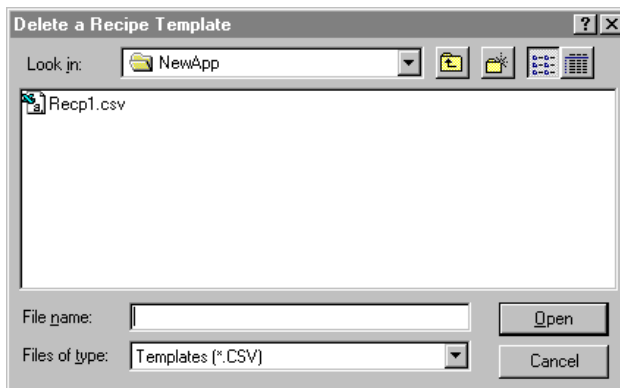 Delete a Recipe Template
Look in: NewApp
Recp1.csv
File name: Open
Files of type: Templates (*.CSV) Cancel